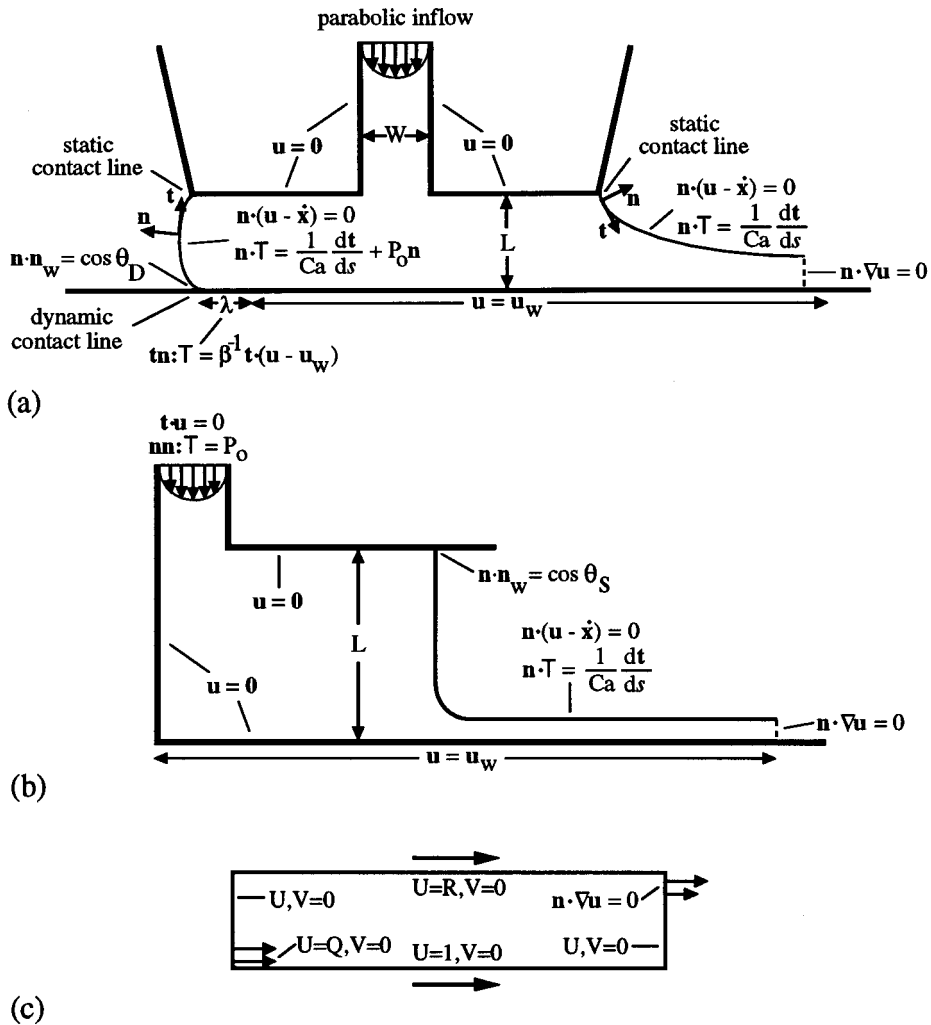 parabolic inflow
static
contact line
u = 0
W
u = 0
static
contact line
t
n
n·(u - ẋ) = 0
n·T = 1/Ca dt/ds + Pₒn
L
n
t
n·(u - ẋ) = 0
n·T = 1/Ca dt/ds
n·n_w = cos θ_D
n·∇u = 0
dynamic
contact line
λ
u = u_w
tn:T = β⁻¹t·(u - u_w)
(a)
t·u = 0
nn:T = Pₒ
u = 0
n·n_w = cos θ_S
L
n·(u - ẋ) = 0
n·T = 1/Ca dt/ds
u = 0
n·∇u = 0
u = u_w
(b)
U=R,V=0
U,V=0
n·∇u = 0
U=Q,V=0
U=1,V=0
U,V=0
(c)